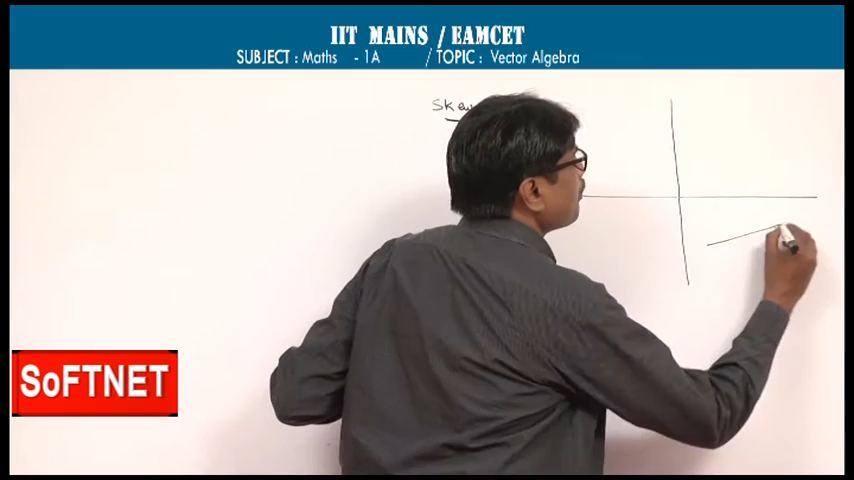 IIT MAINS / EAMCET
SUBJECT : Maths - 1A / TOPIC : Vector Algebra
SoFTNET